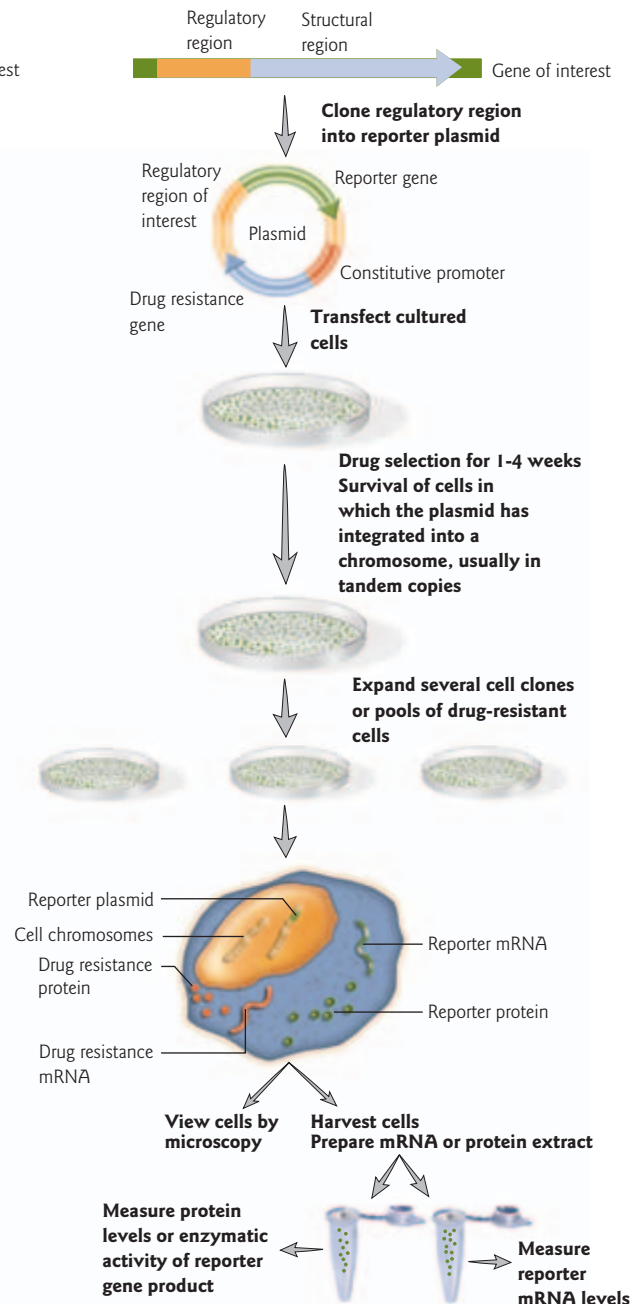 Regulatory
region
Structural
region
est
Gene of interest
Clone regulatory region
into reporter plasmid
Regulatory
region of
interest
Reporter gene
Plasmid
Constitutive promoter
Drug resistance
gene
Transfect cultured
cells
Drug selection for 1-4 weeks
Survival of cells in
which the plasmid has
integrated into a
chromosome, usually in
tandem copies
Expand several cell clones
or pools of drug-resistant
cells
Reporter plasmid
Cell chromosomes
Drug resistance
protein
Drug resistance
mRNA
Reporter mRNA
Reporter protein
View cells by
microscopy
Harvest cells
Prepare mRNA or protein extract
Measure protein
levels or enzymatic
activity of reporter
gene product
Measure
reporter
mRNA levels